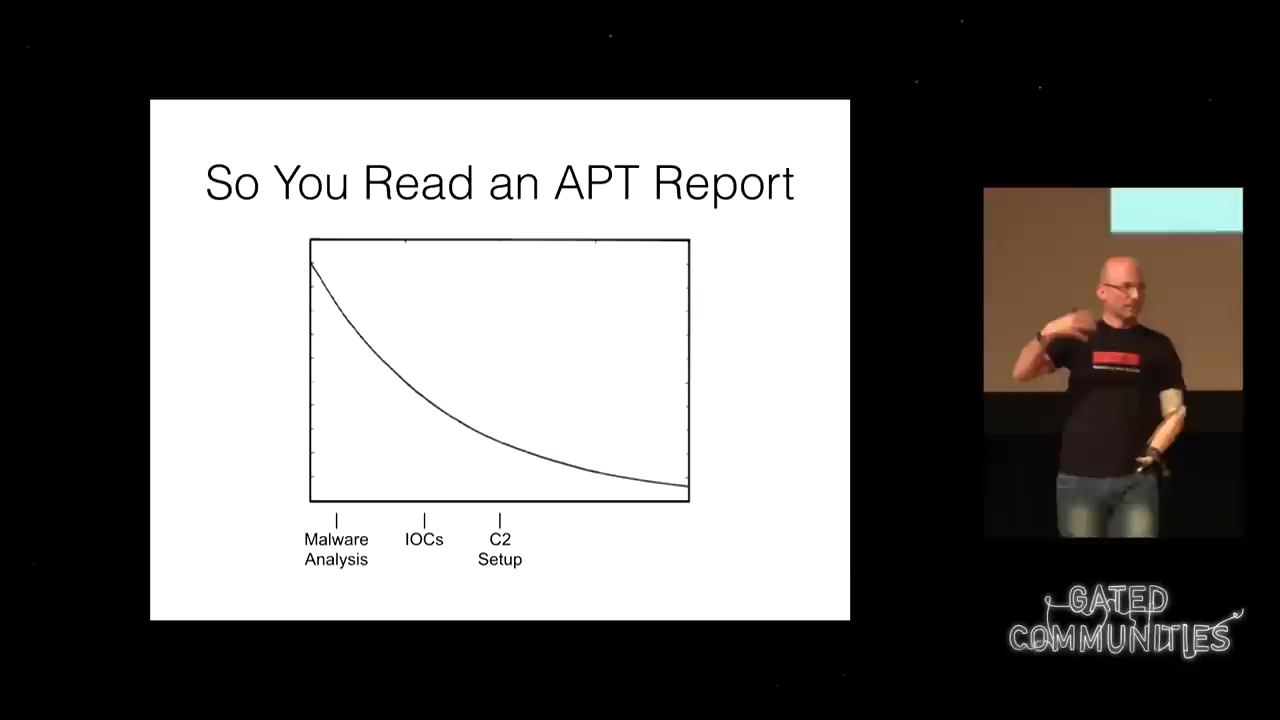 So You Read an APT Report
Malware
Analysis
IOCs
C2
Setup
GATED
COMMUNITIES